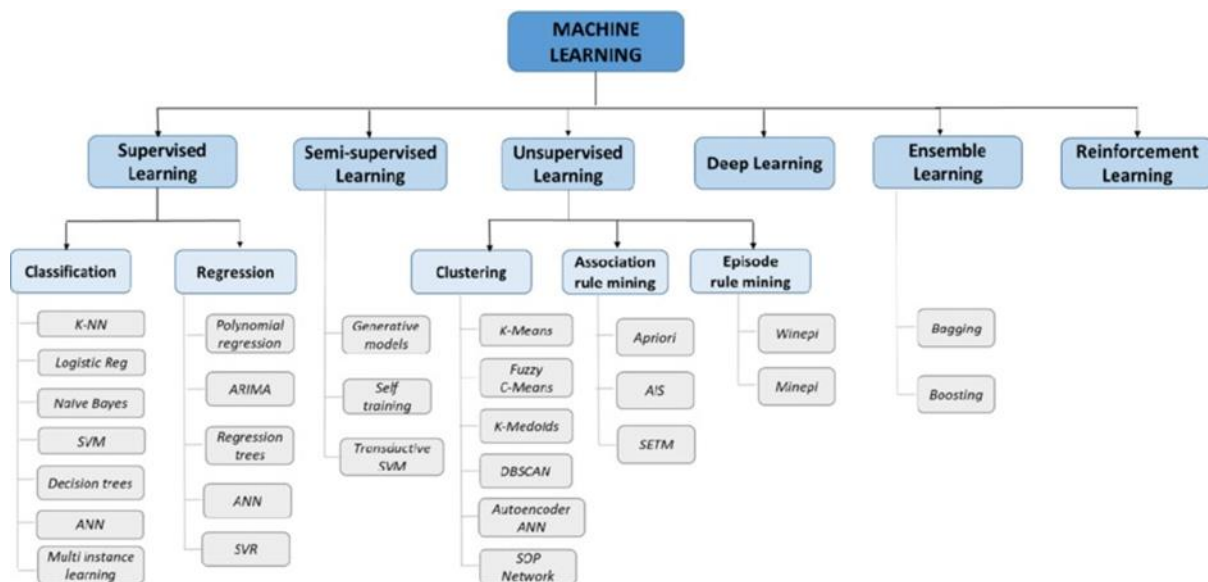 MACHINE
LEARNING
Supervised
Learning
Semi-supervised
Learning
Unsupervised
Learning
Deep Learning
Ensemble
Learning
Reinforcement
Learning
Classification
Regression
Clustering
Association
rule mining
Episode
rule mining
K-NN
Logistic Reg
Naïve Bayes
SVM
Decision trees
ANN
Multi instance
learning
Polynomial
regression
ARIMA
Regression
trees
ANN
SVR
Generative
models
Self
training
Transductive
SVM
K-Means
Fuzzy
C-Means
K-Medoids
DBSCAN
Autoencoder
ANN
SOP
Network
Apriori
AIS
SETM
Winepi
Minepi
Bagging
Boosting